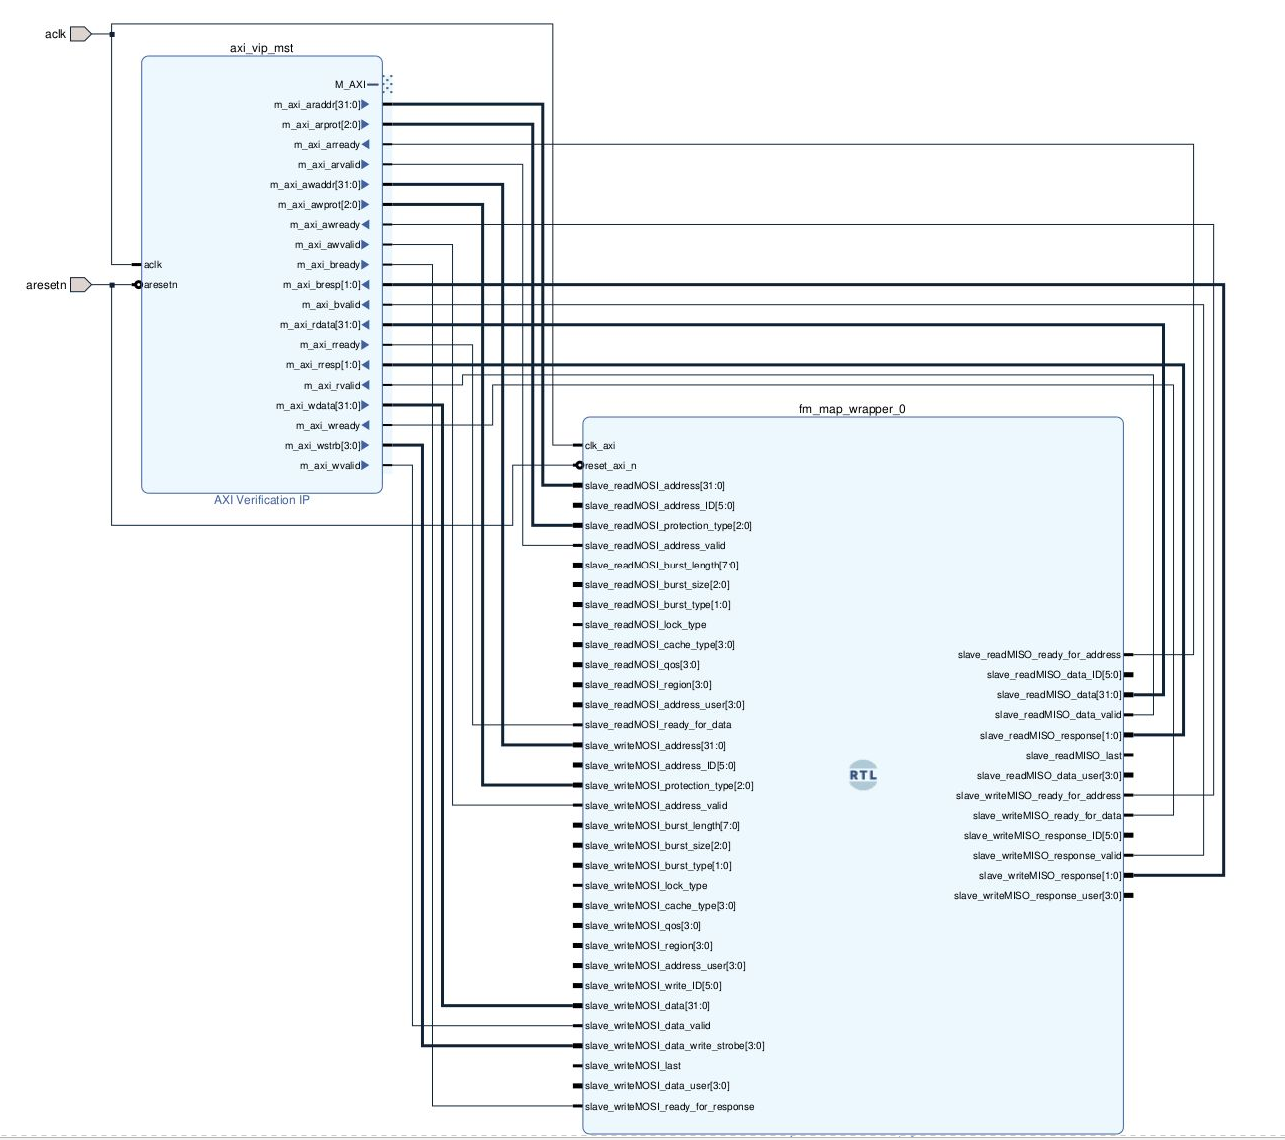 aclk
axi_vip_mst
M_AXI
m_axi_araddr[31:0]
m_axi_arprot[2:0]
m_axi_arready
m_axi_arvalid
m_axi_awaddr[31:0]
m_axi_awprot[2:0]
m_axi_awready
m_axi_awvalid
aclk
m_axi_bready
aresetn
aresetn
m_axi_bresp[1:0]
m_axi_bvalid
m_axi_rdata[31:0]
m_axi_rready
m_axi_rresp[1:0]
m_axi_rvalid
m_axi_wdata[31:0]
m_axi_wready
m_axi_wstrb[3:0]
m_axi_wvalid
AXI Verification IP
fm_map_wrapper_0
clk_axi
reset_axi_n
slave_readMOSI_address[31:0]
slave_readMOSI_address_ID[5:0]
slave_readMOSI_protection_type[2:0]
slave_readMOSI_address_valid
slave_readMOSI_burst_length[7:0]
slave_readMOSI_burst_size[2:0]
slave_readMOSI_burst_type[1:0]
slave_readMOSI_lock_type
slave_readMOSI_cache_type[3:0]
slave_readMOSI_qos[3:0]
slave_readMOSI_region[3:0]
slave_readMOSI_address_user[3:0]
slave_readMOSI_ready_for_data
slave_writeMOSI_address[31:0]
slave_writeMOSI_address_ID[5:0]
slave_writeMOSI_protection_type[2:0]
slave_writeMOSI_address_valid
slave_writeMOSI_burst_length[7:0]
slave_writeMOSI_burst_size[2:0]
slave_writeMOSI_burst_type[1:0]
slave_writeMOSI_lock_type
slave_writeMOSI_cache_type[3:0]
slave_writeMOSI_qos[3:0]
slave_writeMOSI_region[3:0]
slave_writeMOSI_address_user[3:0]
slave_writeMOSI_write_ID[5:0]
slave_writeMOSI_data[31:0]
slave_writeMOSI_data_valid
slave_writeMOSI_data_write_strobe[3:0]
slave_writeMOSI_last
slave_writeMOSI_data_user[3:0]
slave_writeMOSI_ready_for_response
RTL
slave_readMISO_ready_for_address
slave_readMISO_data_ID[5:0]
slave_readMISO_data[31:0]
slave_readMISO_data_valid
slave_readMISO_response[1:0]
slave_readMISO_last
slave_readMISO_data_user[3:0]
slave_writeMISO_ready_for_address
slave_writeMISO_ready_for_data
slave_writeMISO_response_ID[5:0]
slave_writeMISO_response_valid
slave_writeMISO_response[1:0]
slave_writeMISO_response_user[3:0]